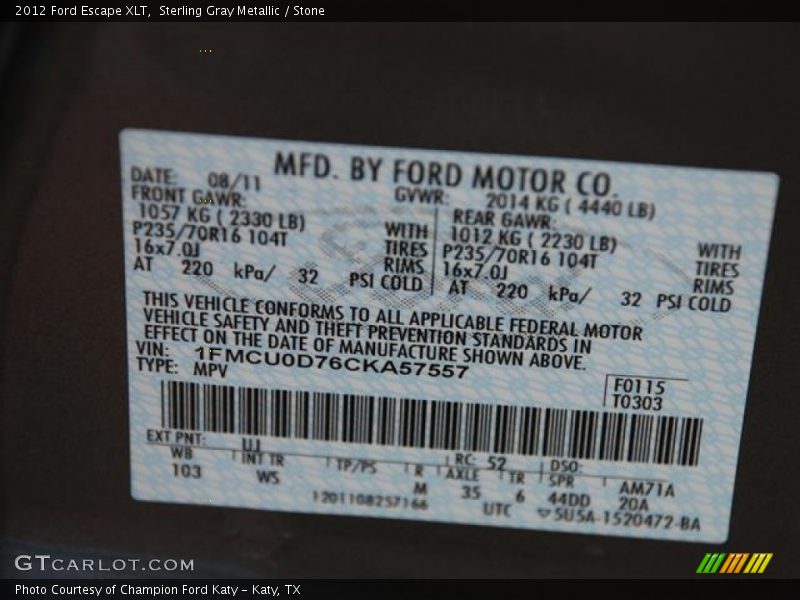 2012 Ford Escape XLT,  Sterling Gray Metallic / Stone
MFD. BY FORD MOTOR CO.
DATE: 08/11 GVWR: 2014 KG ( 4440 LB)
FRONT GAWR: REAR GAWR:
1057 KG ( 2330 LB) WITH 1012 KG ( 2230 LB) WITH
P235/70R16 104T TIRES P235/70R16 104T TIRES
16x7.0J RIMS 16x7.0J RIMS
AT 220 kPa/ 32 PSI COLD AT 220 kPa/ 32 PSI COLD
THIS VEHICLE CONFORMS TO ALL APPLICABLE FEDERAL MOTOR
VEHICLE SAFETY AND THEFT PREVENTION STANDARDS IN
EFFECT ON THE DATE OF MANUFACTURE SHOWN ABOVE.
VIN: 1FMCU0D76CKA57557
TYPE: MPV
F0115
T0303
EXT PNT: UJ RC: 52 DSO:
WB INT TR TP/PS R AXLE TR SPR AM71A
103 WS M 35 6 44DD 20A
1201108257166 UTC 5U5A-1520472-BA
GTCARLOT.COM
Photo Courtesy of Champion Ford Katy - Katy, TX